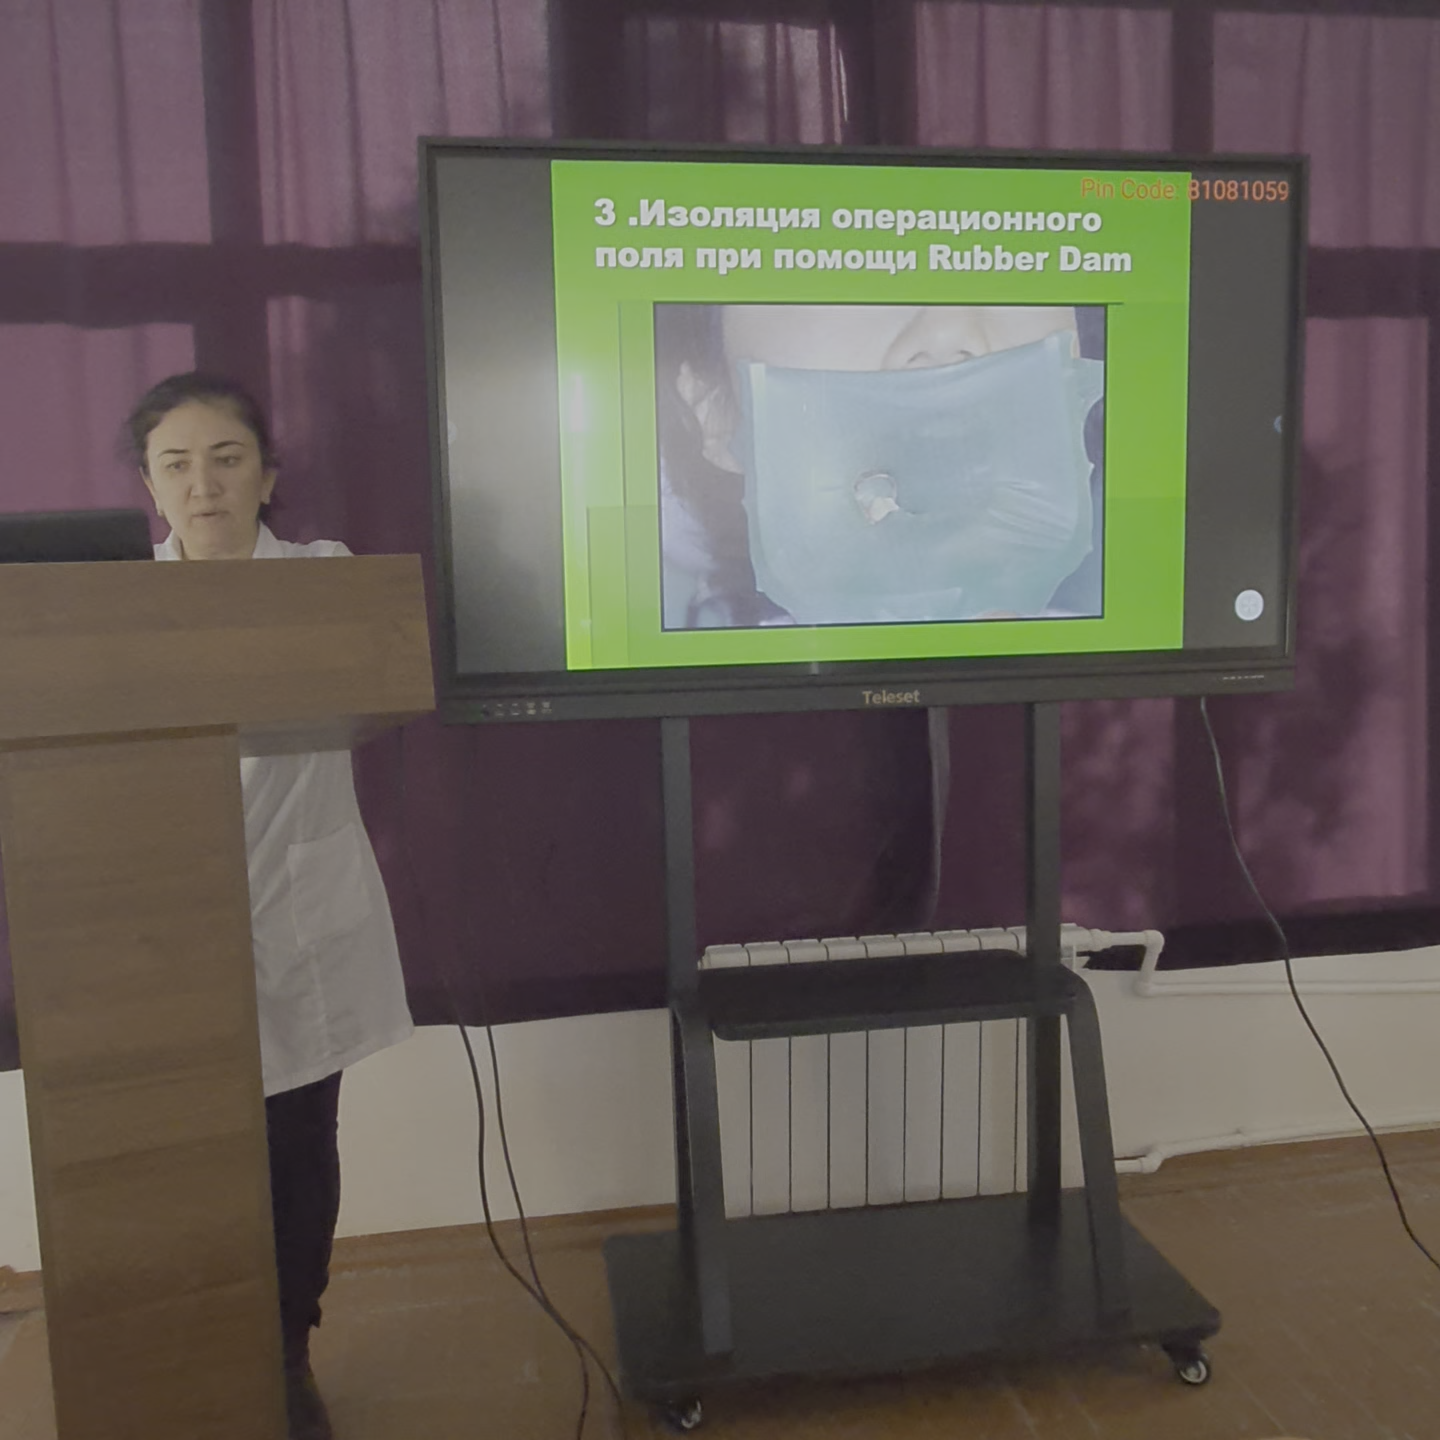 Pin Code: 81081059
3 .Изоляция операционного
поля при помощи Rubber Dam
Teleset